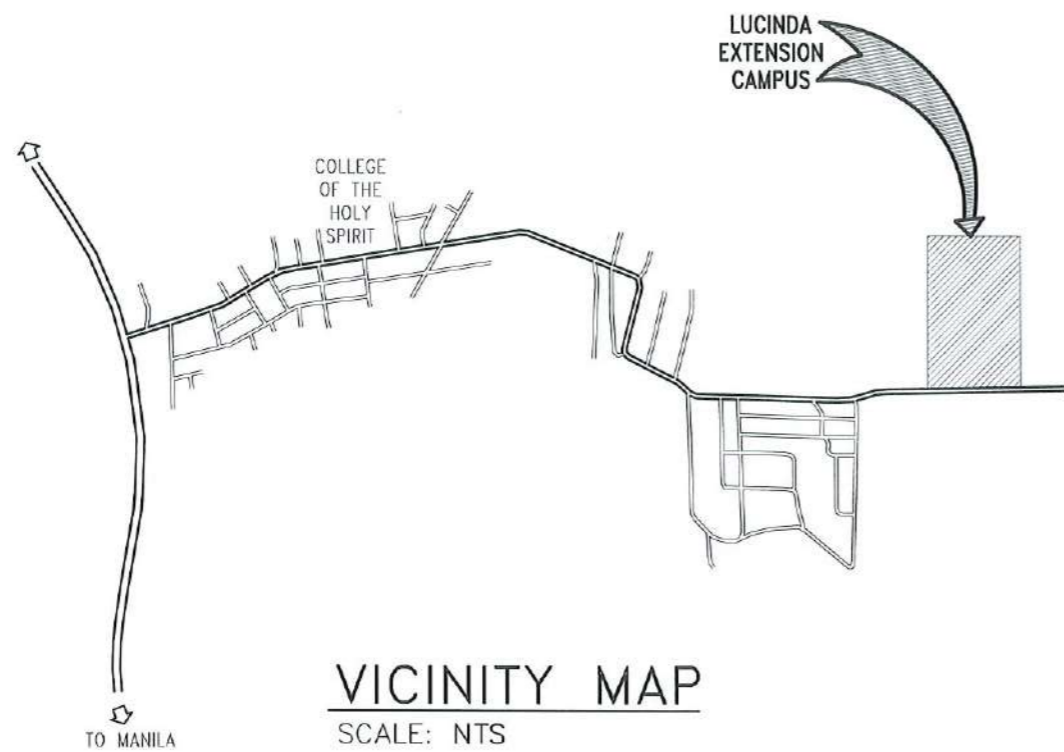 LUCINDA
EXTENSION
CAMPUS
COLLEGE
OF THE
HOLY
SPIRIT
TO MANILA
VICINITY MAP
SCALE: NTS